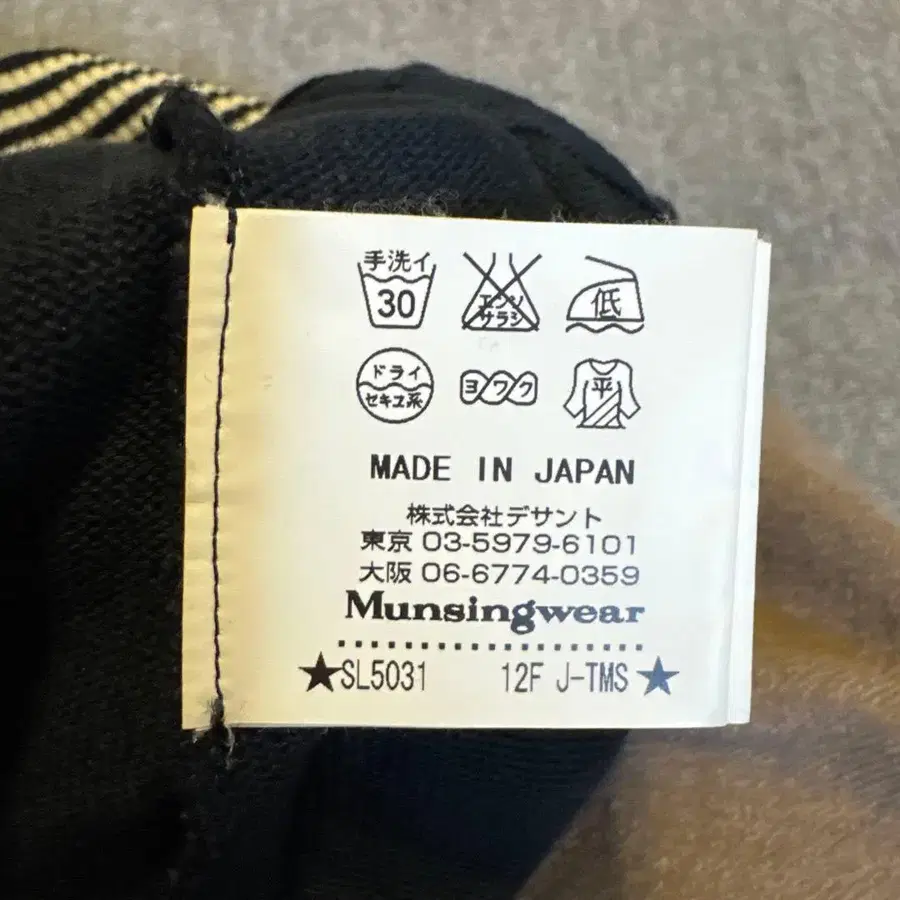 手洗イ
30
エンソ
サラシ
低
ドライ
セキユ系
ヨワク
平
MADE IN JAPAN
株式会社デサント
東京 03-5979-6101
大阪 06-6774-0359
Munsingwear
★SL5031 12F J-TMS★